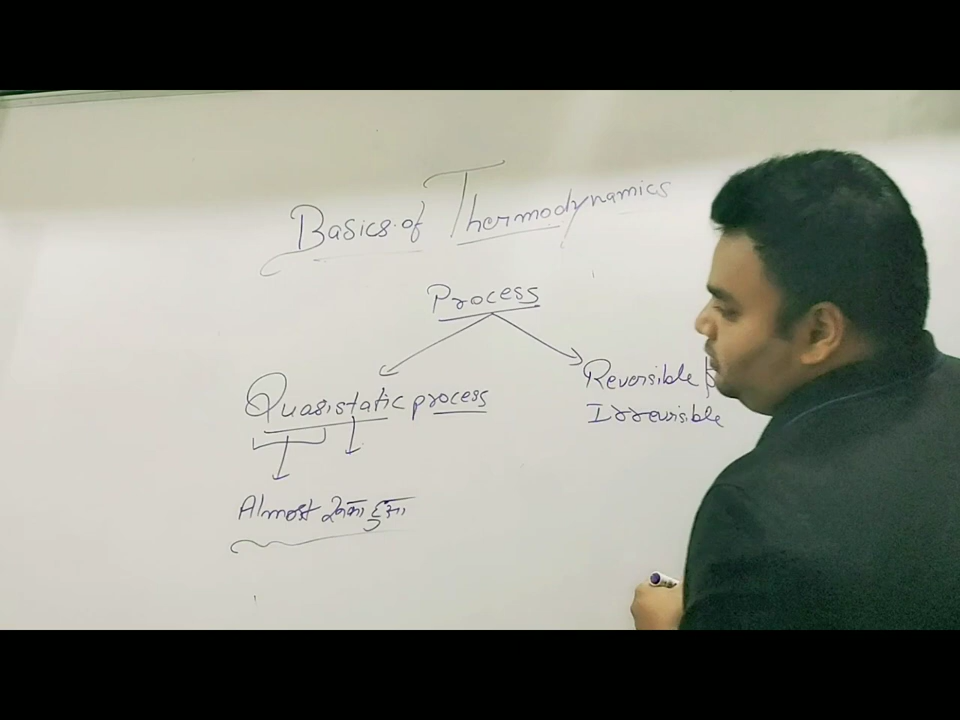 Basics of Thermodynamics
Process
Quasistatic process
Reversible &
Irreversible
Almost रुका हुआ